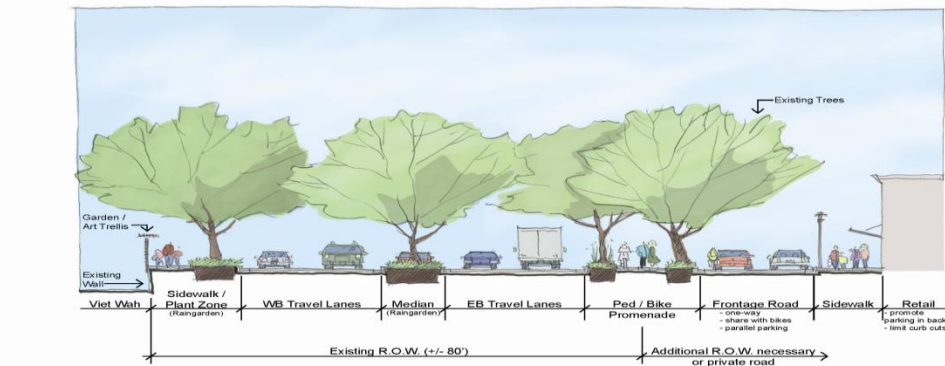 Existing Trees
Garden /
Art Trellis
Existing
Wall
Viet Wah
Sidewalk /
Plant Zone
(Raingarden)
WB Travel Lanes
Median
(Raingarden)
EB Travel Lanes
Ped / Bike
Promenade
Frontage Road
- one-way
- share with bikes
- parallel parking
Sidewalk
Retail
- promote
parking in back
- limit curb cuts
Existing R.O.W. (+/- 80')
Additional R.O.W. necessary
or private road